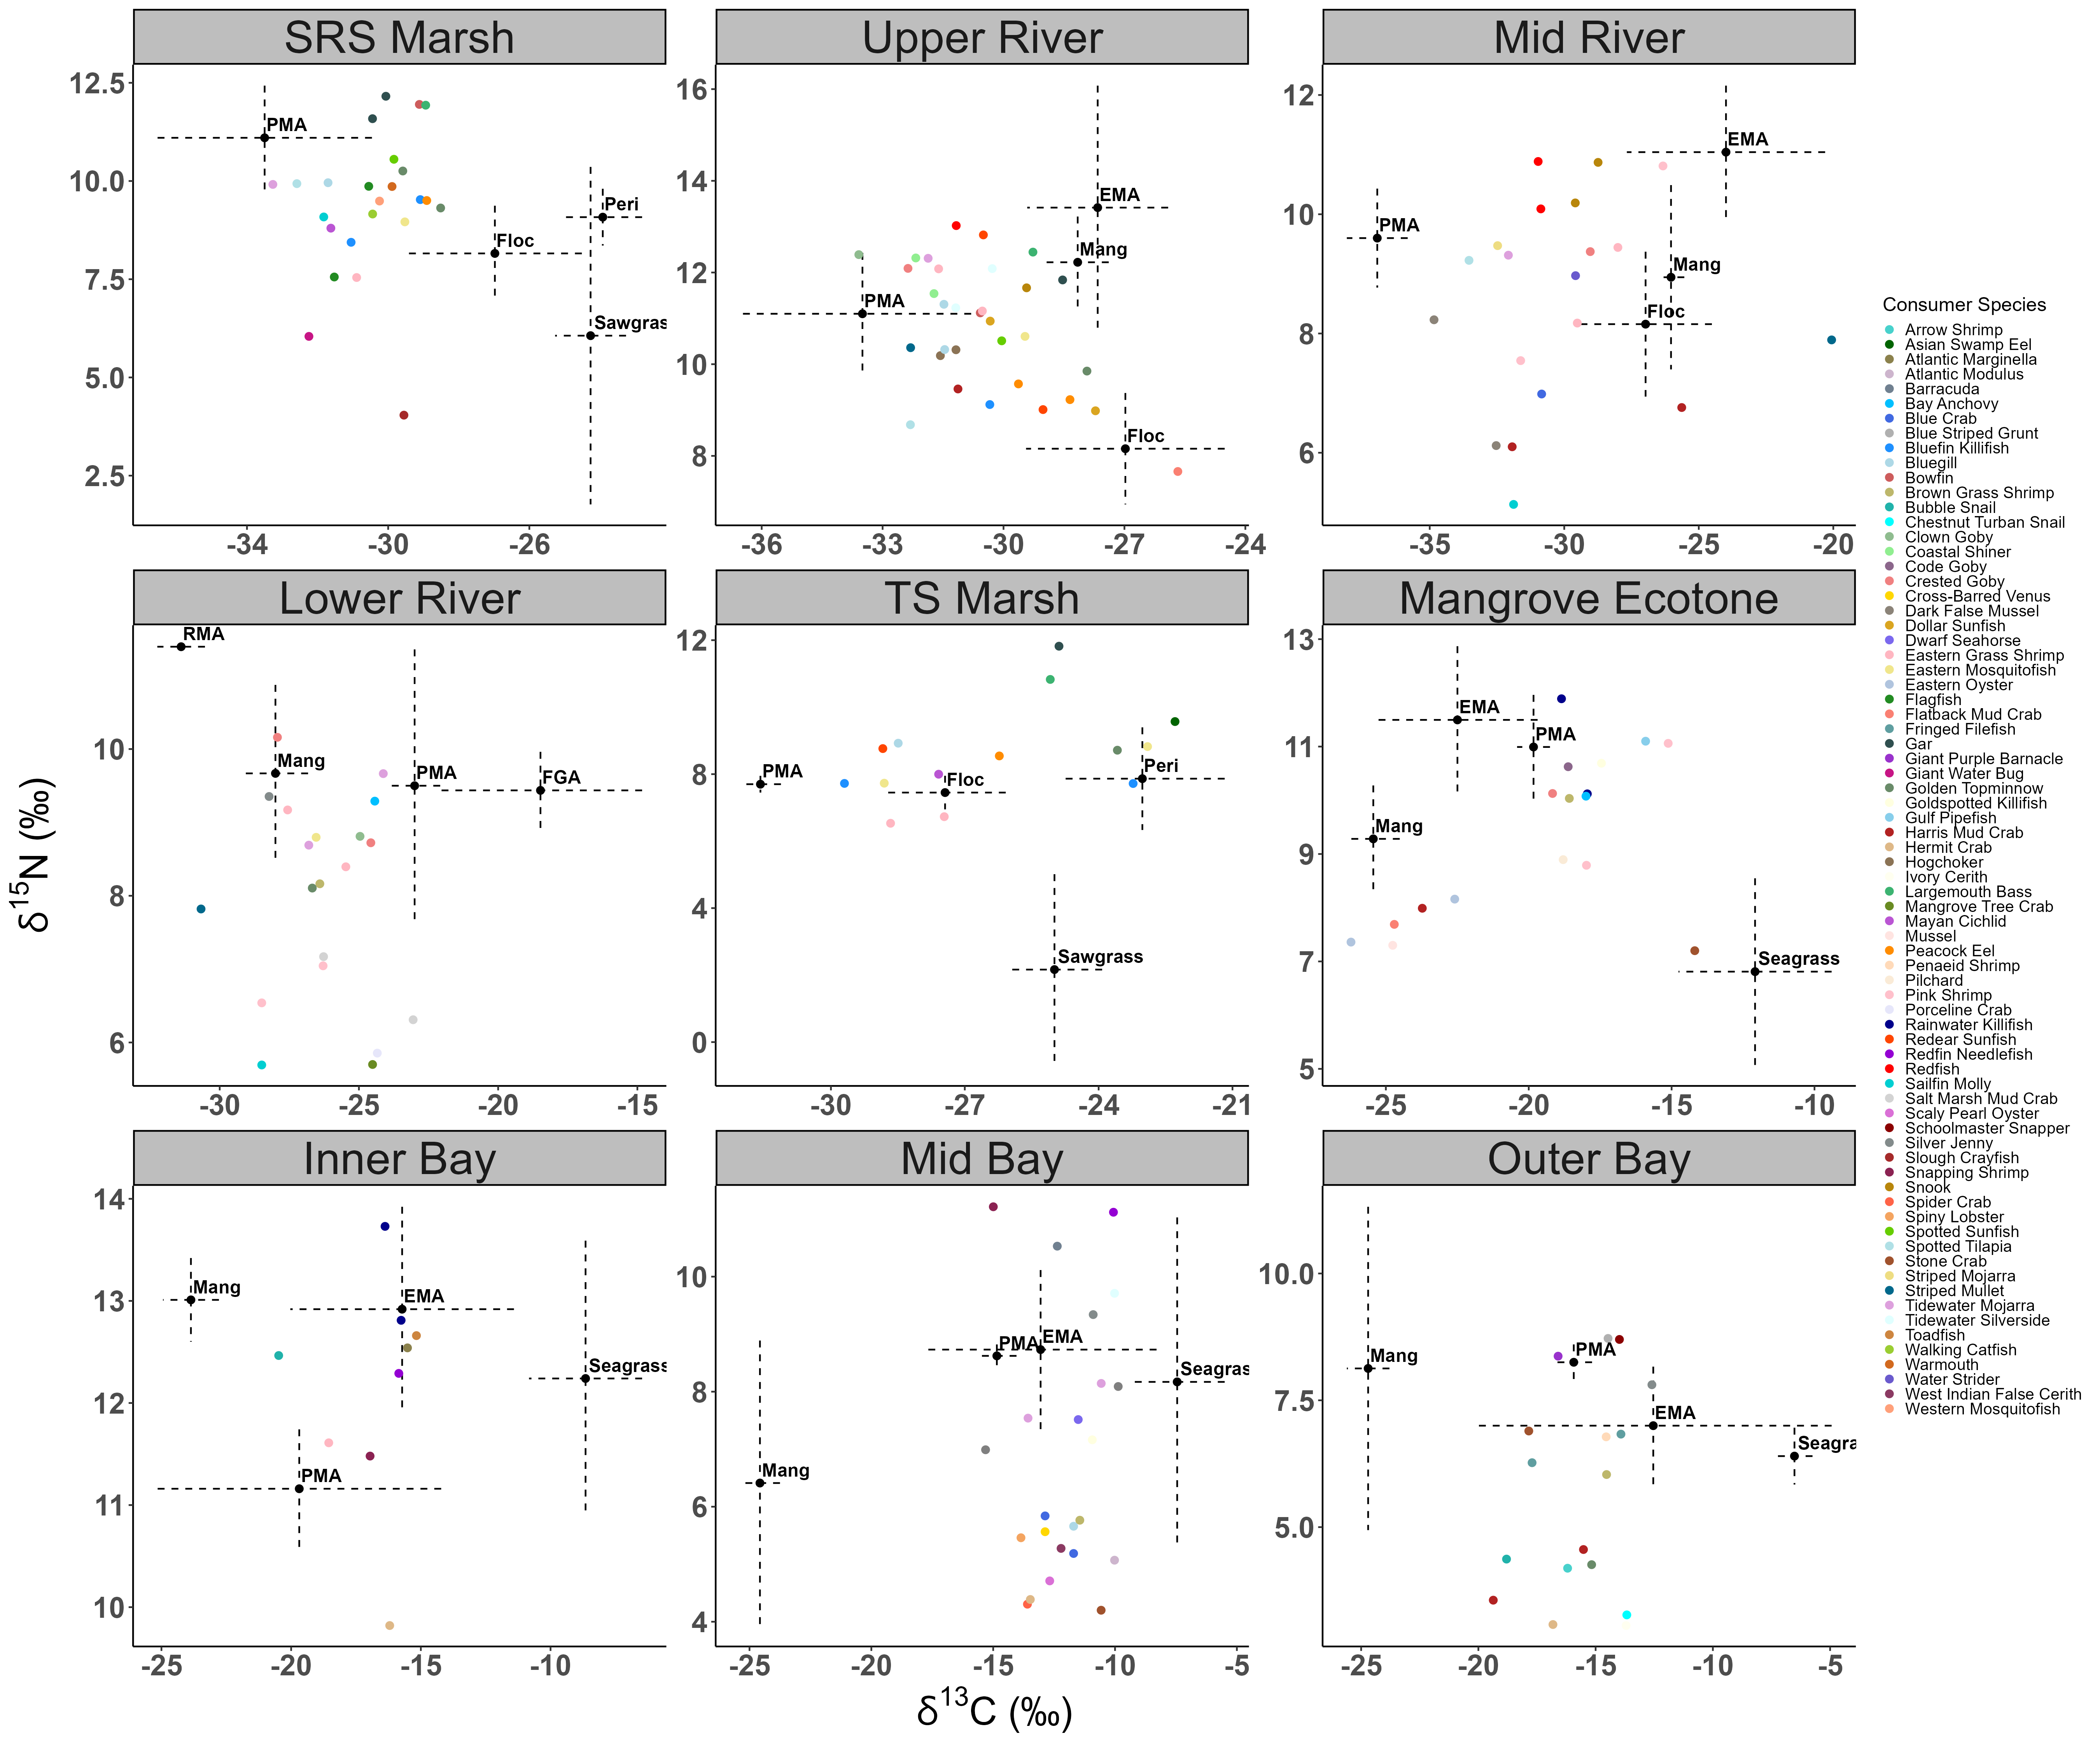 SRS Marsh
12.5
10.0
7.5
5.0
2.5
-34
-30
-26
PMA
Peri
Floc
Sawgras
Upper River
16
14
12
10
8
-36
-33
-30
-27
-24
EMA
Mang
PMA
Floc
Mid River
12
10
8
6
-35
-30
-25
-20
EMA
PMA
Mang
Floc
Lower River
10
8
6
-30
-25
-20
-15
RMA
Mang
PMA
FGA
TS Marsh
12
8
4
0
-30
-27
-24
-21
PMA
Floc
Peri
Sawgrass
Mangrove Ecotone
13
11
9
7
5
-25
-20
-15
-10
EMA
PMA
Mang
Seagrass
Inner Bay
14
13
12
11
10
-25
-20
-15
-10
Mang
EMA
Seagrass
PMA
Mid Bay
10
8
6
4
-25
-20
-15
-10
-5
PMA
EMA
Seagras
Mang
Outer Bay
10.0
7.5
5.0
-25
-20
-15
-10
-5
Mang
PMA
EMA
Seagra
δ15N (‰)
δ13C (‰)
Consumer Species
Arrow Shrimp
Asian Swamp Eel
Atlantic Marginella
Atlantic Modulus
Barracuda
Bay Anchovy
Blue Crab
Blue Striped Grunt
Bluefin Killifish
Bluegill
Bowfin
Brown Grass Shrimp
Bubble Snail
Chestnut Turban Snail
Clown Goby
Coastal Shiner
Code Goby
Crested Goby
Cross-Barred Venus
Dark False Mussel
Dollar Sunfish
Dwarf Seahorse
Eastern Grass Shrimp
Eastern Mosquitofish
Eastern Oyster
Flagfish
Flatback Mud Crab
Fringed Filefish
Gar
Giant Purple Barnacle
Giant Water Bug
Golden Topminnow
Goldspotted Killifish
Gulf Pipefish
Harris Mud Crab
Hermit Crab
Hogchoker
Ivory Cerith
Largemouth Bass
Mangrove Tree Crab
Mayan Cichlid
Mussel
Peacock Eel
Penaeid Shrimp
Pilchard
Pink Shrimp
Porceline Crab
Rainwater Killifish
Redear Sunfish
Redfin Needlefish
Redfish
Sailfin Molly
Salt Marsh Mud Crab
Scaly Pearl Oyster
Schoolmaster Snapper
Silver Jenny
Slough Crayfish
Snapping Shrimp
Snook
Spider Crab
Spiny Lobster
Spotted Sunfish
Spotted Tilapia
Stone Crab
Striped Mojarra
Striped Mullet
Tidewater Mojarra
Tidewater Silverside
Toadfish
Walking Catfish
Warmouth
Water Strider
West Indian False Cerith
Western Mosquitofish